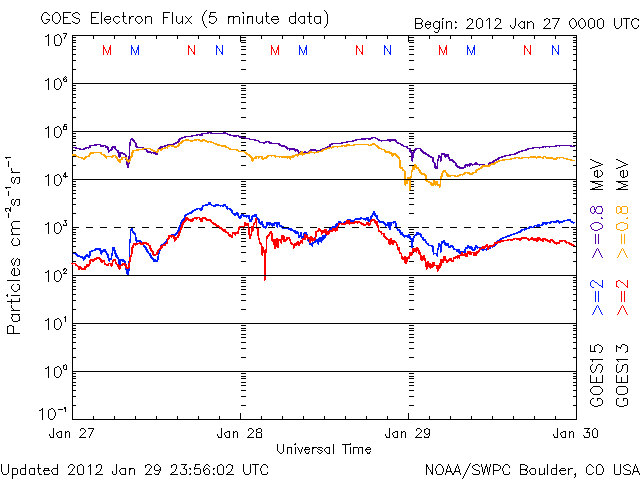 GOES Electron Flux (5 minute data)
Begin: 2012 Jan 27 0000 UTC
M M N N M M N N M M N N
10⁷
10⁶
10⁵
10⁴
10³
10²
10¹
10⁰
10⁻¹
Particles cm⁻²s⁻¹sr⁻¹
Jan 27 Jan 28 Jan 29 Jan 30
Universal Time
GOES15 >=2 >=0.8 MeV
GOES13 >=2 >=0.8 MeV
Updated 2012 Jan 29 23:56:02 UTC
NOAA/SWPC Boulder, CO USA